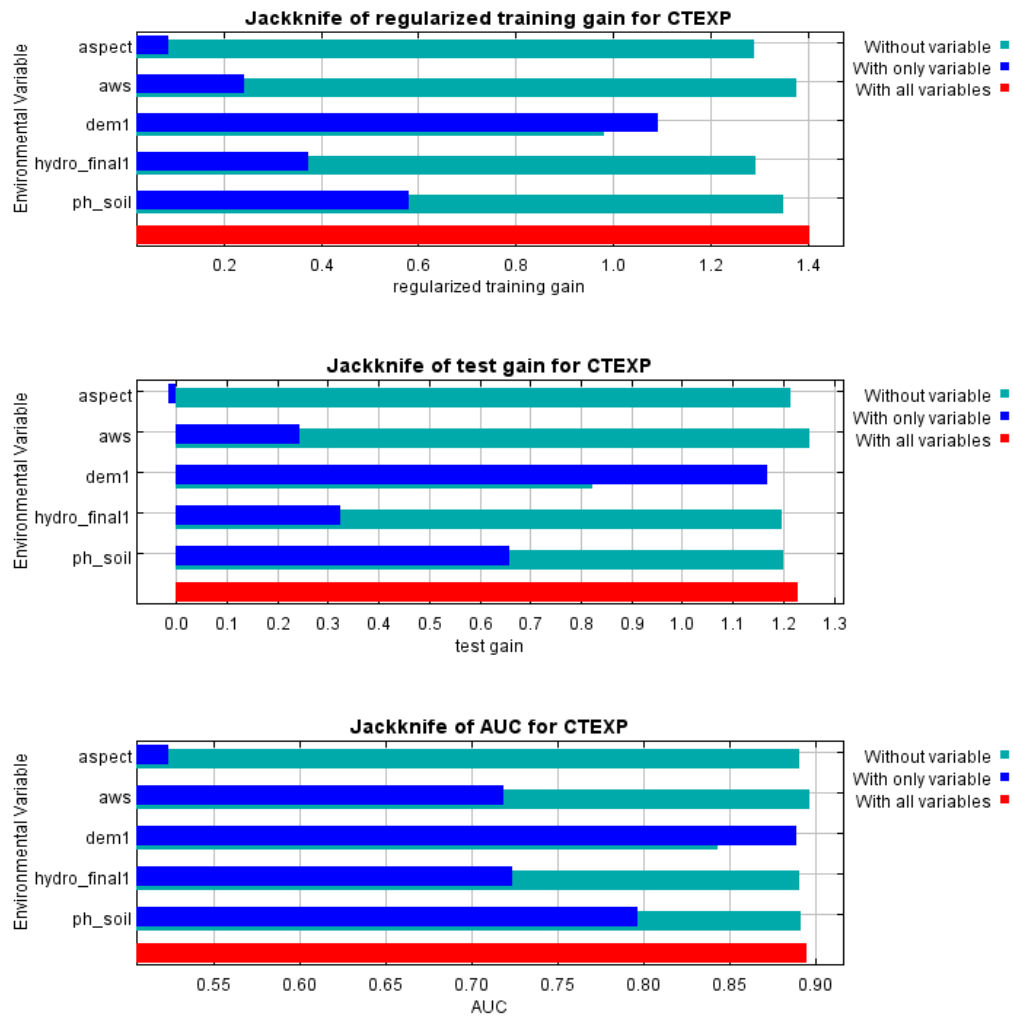 Jackknife of regularized training gain for CTEXP
Environmental Variable
aspect
aws
dem1
hydro_final1
ph_soil
Without variable
With only variable
With all variables
0.2 0.4 0.6 0.8 1.0 1.2 1.4
regularized training gain
Jackknife of test gain for CTEXP
Environmental Variable
aspect
aws
dem1
hydro_final1
ph_soil
Without variable
With only variable
With all variables
0.0 0.1 0.2 0.3 0.4 0.5 0.6 0.7 0.8 0.9 1.0 1.1 1.2 1.3
test gain
Jackknife of AUC for CTEXP
Environmental Variable
aspect
aws
dem1
hydro_final1
ph_soil
Without variable
With only variable
With all variables
0.55 0.60 0.70 0.75 0.80 0.85 0.90
AUC